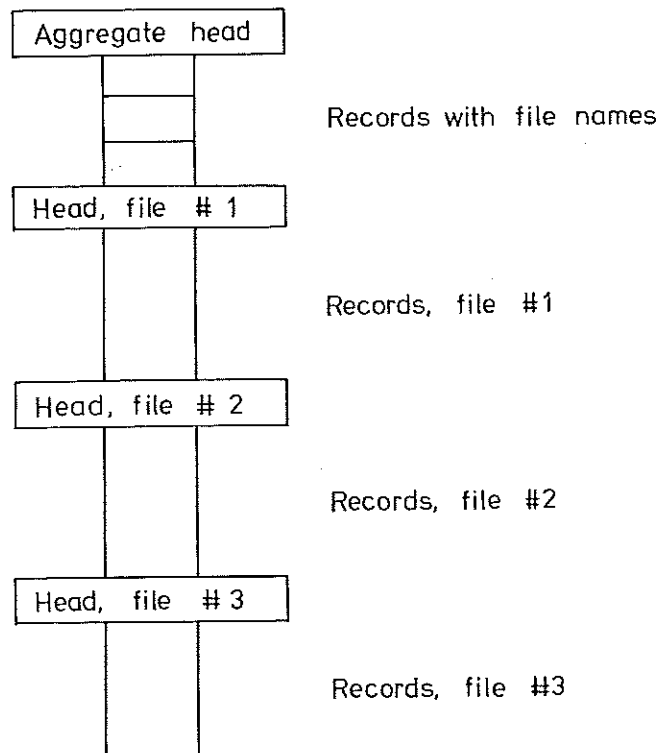 Aggregate head
Records with file names
Head, file # 1
Records, file #1
Head, file # 2
Records, file #2
Head, file # 3
Records, file #3